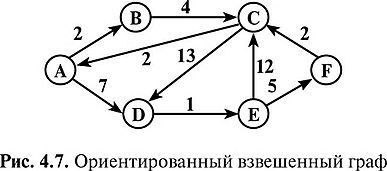 B 4 C
2 2 13 2
A 12 F
7 5
D 1 E
Рис. 4.7. Ориентированный взвешенный граф